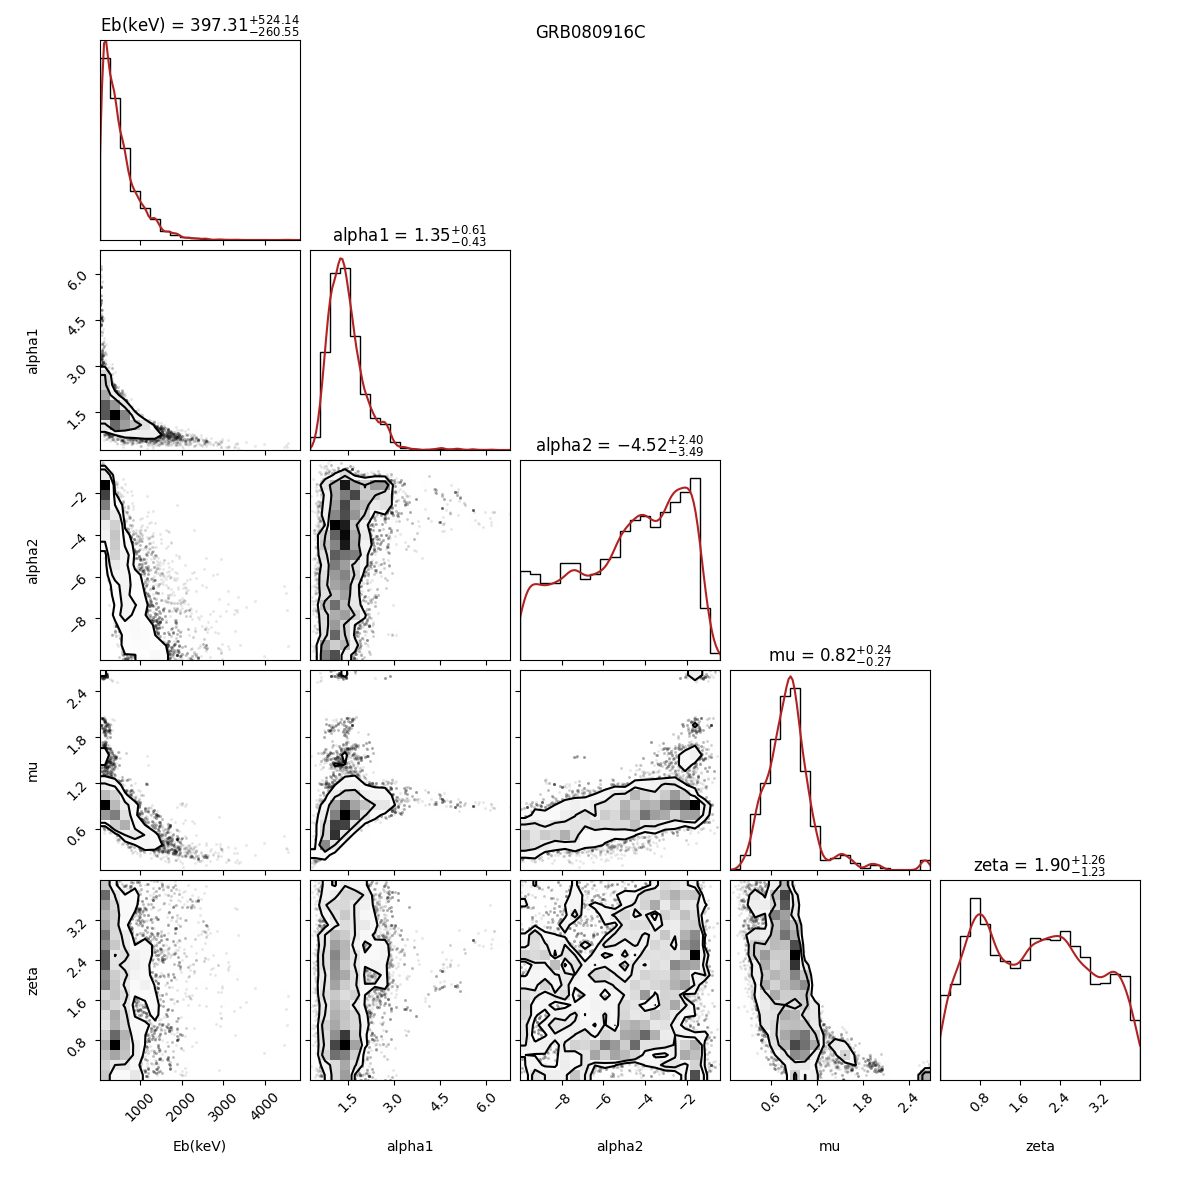 Eb(keV) = 397.31+524.14−260.55
GRB080916C
alpha1 = 1.35+0.61−0.43
6.0
4.5
3.0
1.5
alpha1
alpha2 = −4.52+2.40−3.49
−2
−4
−6
−8
alpha2
mu = 0.82+0.24−0.27
2.4
1.8
1.2
0.6
mu
zeta = 1.90+1.26−1.23
3.2
2.4
1.6
0.8
zeta
1000 2000 3000 4000
1.5 3.0 4.5 6.0
−8 −6 −4 −2
0.6 1.2 1.8 2.4
0.8 1.6 2.4 3.2
Eb(keV) alpha1 alpha2 mu zeta